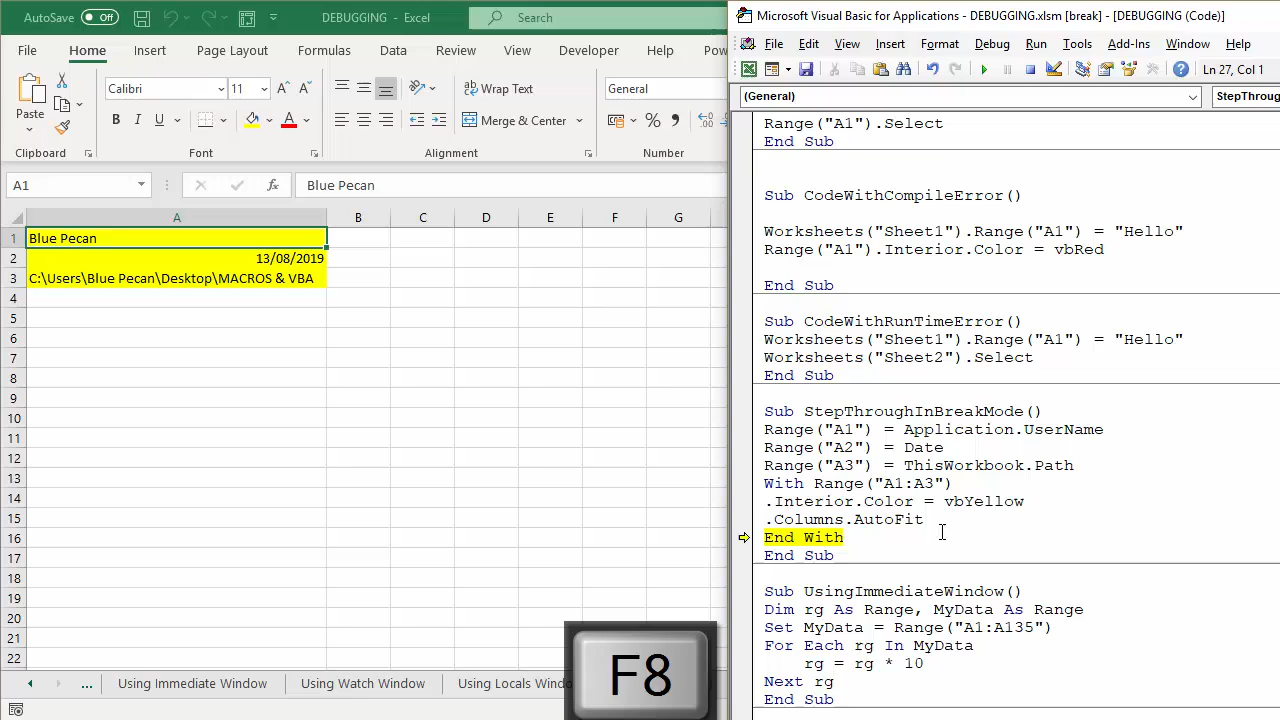 AutoSave Off DEBUGGING - Excel Search
File Home Insert Page Layout Formulas Data Review View Developer Help Pow
Paste
Calibri 11 A A
B I U A
ab Wrap Text
Merge & Center
General
% 9 .00
Clipboard Font Alignment Number
A1 fx Blue Pecan
A B C D E F G
1 Blue Pecan
2 13/08/2019
3 C:\Users\Blue Pecan\Desktop\MACROS & VBA
4
5
6
7
8
9
10
11
12
13
14
15
16
17
18
19
20
21
22
... Using Immediate Window Using Watch Window Using Locals Windo
F8
Microsoft Visual Basic for Applications - DEBUGGING.xlsm [break] - [DEBUGGING (Code)]
File Edit View Insert Format Debug Run Tools Add-Ins Window Help
Ln 27, Col 1
(General) StepThroug
Range("A1").Select
End Sub
Sub CodeWithCompileError()
Worksheets("Sheet1").Range("A1") = "Hello"
Range("A1").Interior.Color = vbRed
End Sub
Sub CodeWithRunTimeError()
Worksheets("Sheet1").Range("A1") = "Hello"
Worksheets("Sheet2").Select
End Sub
Sub StepThroughInBreakMode()
Range("A1") = Application.UserName
Range("A2") = Date
Range("A3") = ThisWorkbook.Path
With Range("A1:A3")
.Interior.Color = vbYellow
.Columns.AutoFit
End With
End Sub
Sub UsingImmediateWindow()
Dim rg As Range, MyData As Range
Set MyData = Range("A1:A135")
For Each rg In MyData
rg = rg * 10
Next rg
End Sub